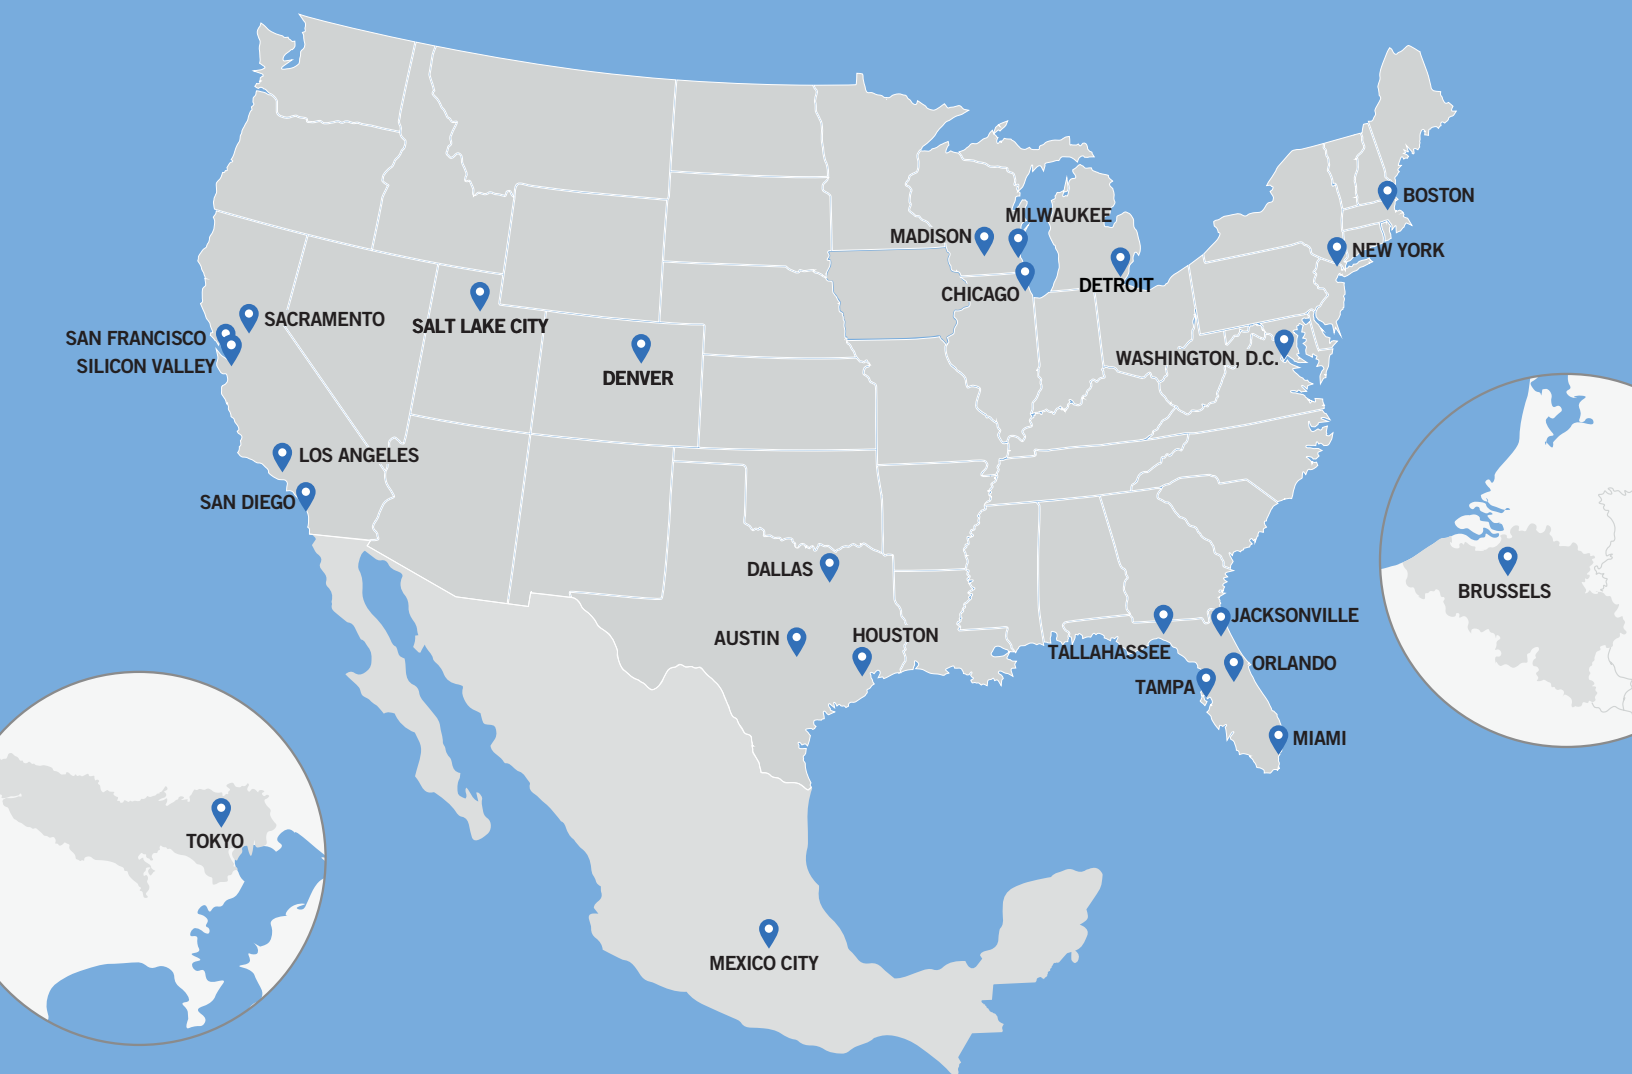 BOSTON
MILWAUKEE
MADISON
NEW YORK
DETROIT
CHICAGO
SACRAMENTO
SALT LAKE CITY
SAN FRANCISCO
WASHINGTON, D.C.
SILICON VALLEY
DENVER
LOS ANGELES
SAN DIEGO
DALLAS
BRUSSELS
JACKSONVILLE
HOUSTON
AUSTIN
TALLAHASSEE
ORLANDO
TAMPA
MIAMI
TOKYO
MEXICO CITY